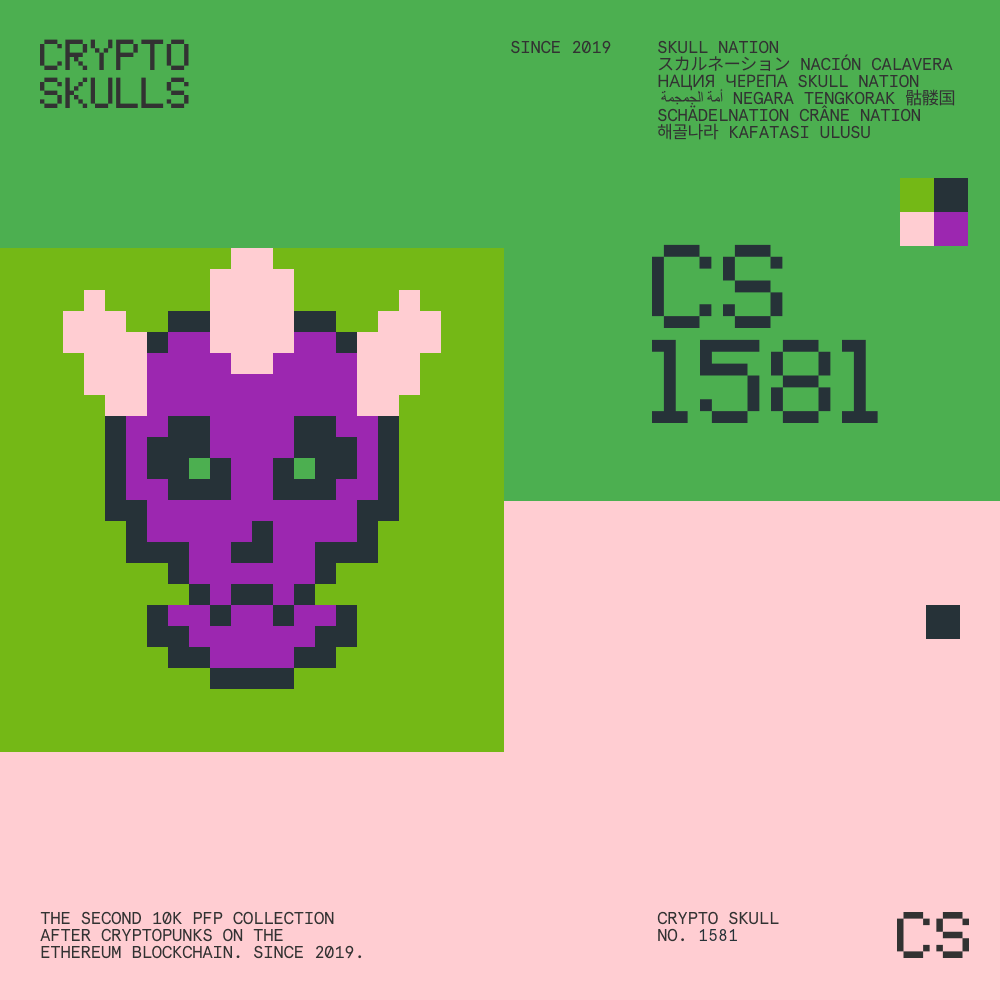 CRYPTO
SKULLS
SINCE 2019
SKULL NATION
スカルネーション NACIÓN CALAVERA
НАЦИЯ ЧЕРЕПА SKULL NATION
أمة الجمجمة NEGARA TENGKORAK 骷髅国
SCHÄDELNATION CRÂNE NATION
해골나라 KAFATASI ULUSU
CS
1581
THE SECOND 10K PFP COLLECTION
AFTER CRYPTOPUNKS ON THE
ETHEREUM BLOCKCHAIN. SINCE 2019.
CRYPTO SKULL
NO. 1581
CS